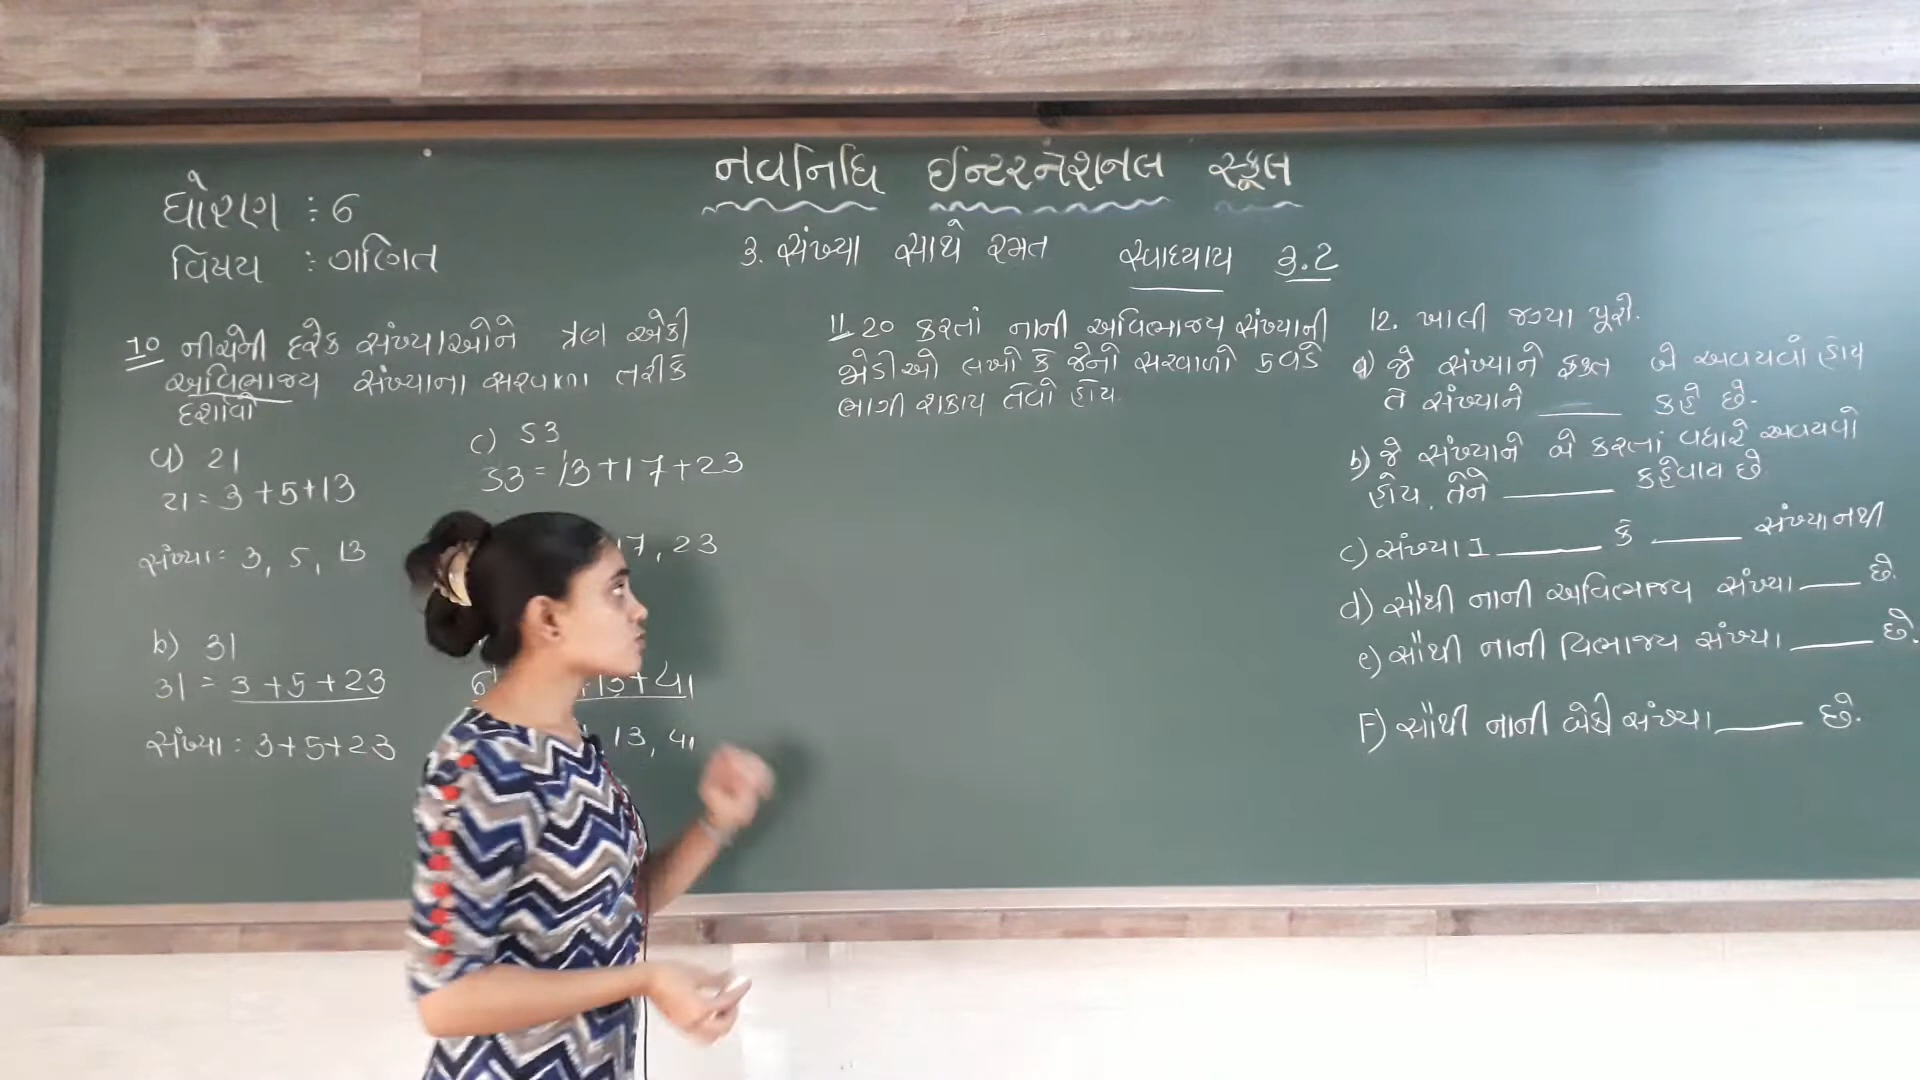 નવનિધિ ઈન્ટરનેશનલ સ્કૂલ
ધોરણ : 6
વિષય : ગણિત
૩. સંખ્યા સાથે રમત સ્વાધ્યાય ૩.2
10 નીચેની દરેક સંખ્યાઓને ત્રણ એકી
અવિભાજ્ય સંખ્યાના સરવાળા તરીકે
દર્શાવો
a) 21
21 = 3 + 5 + 13
સંખ્યા : 3, 5, 13
b) 31
31 = 3 + 5 + 23
સંખ્યા : 3 + 5 + 23
c) 53
53 = 13 + 17 + 23
17, 23
13 + 41
13, 41
11. 20 કરતાં નાની અવિભાજ્ય સંખ્યાની
જોડીઓ લખો કે જેનો સરવાળો 5 વડે
ભાગી શકાય તેવો હોય.
12. ખાલી જગ્યા પૂરો.
a) જે સંખ્યાને ફક્ત બે અવયવો હોય
તે સંખ્યાને ____ કહે છે.
b) જે સંખ્યાને બે કરતાં વધારે અવયવો
હોય, તેને ____ કહેવાય છે.
c) સંખ્યા 1 ____ કે ____ સંખ્યા નથી
d) સૌથી નાની અવિભાજ્ય સંખ્યા ____ છે.
e) સૌથી નાની વિભાજ્ય સંખ્યા ____ છે.
F) સૌથી નાની બેકી સંખ્યા ____ છે.